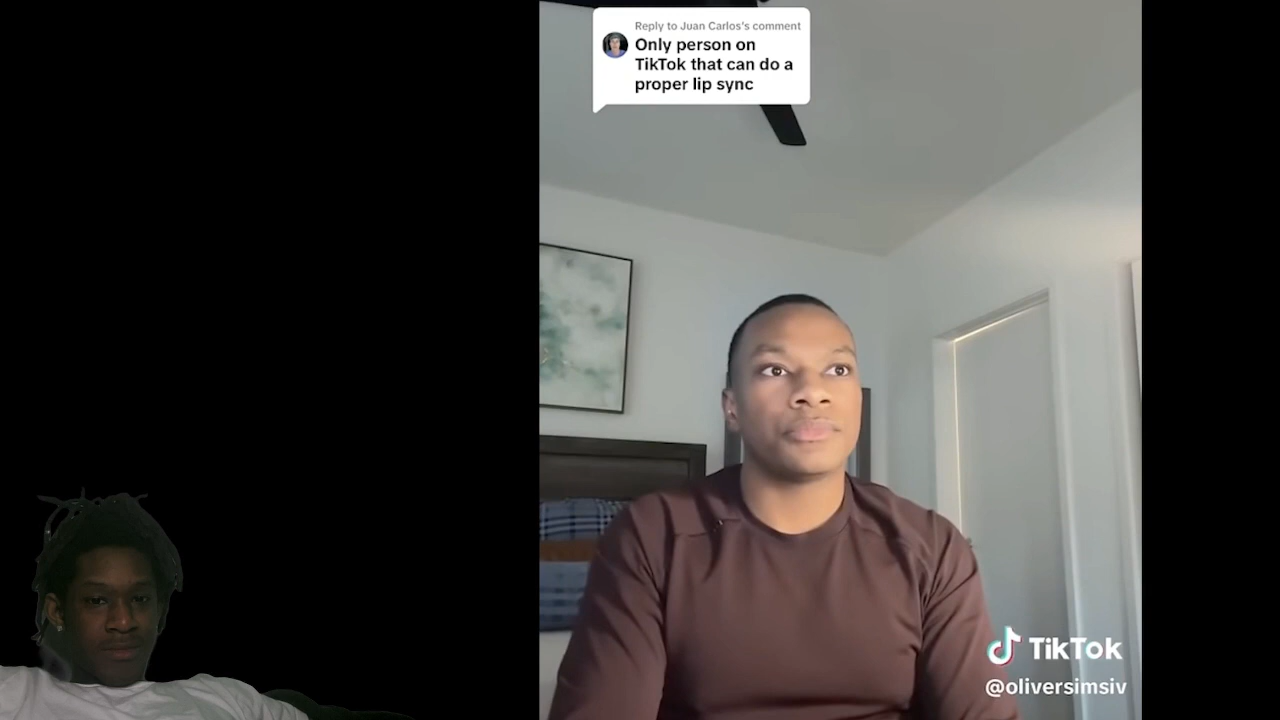 Reply to Juan Carlos's comment
Only person on
TikTok that can do a
proper lip sync
TikTok
@oliversimsiv